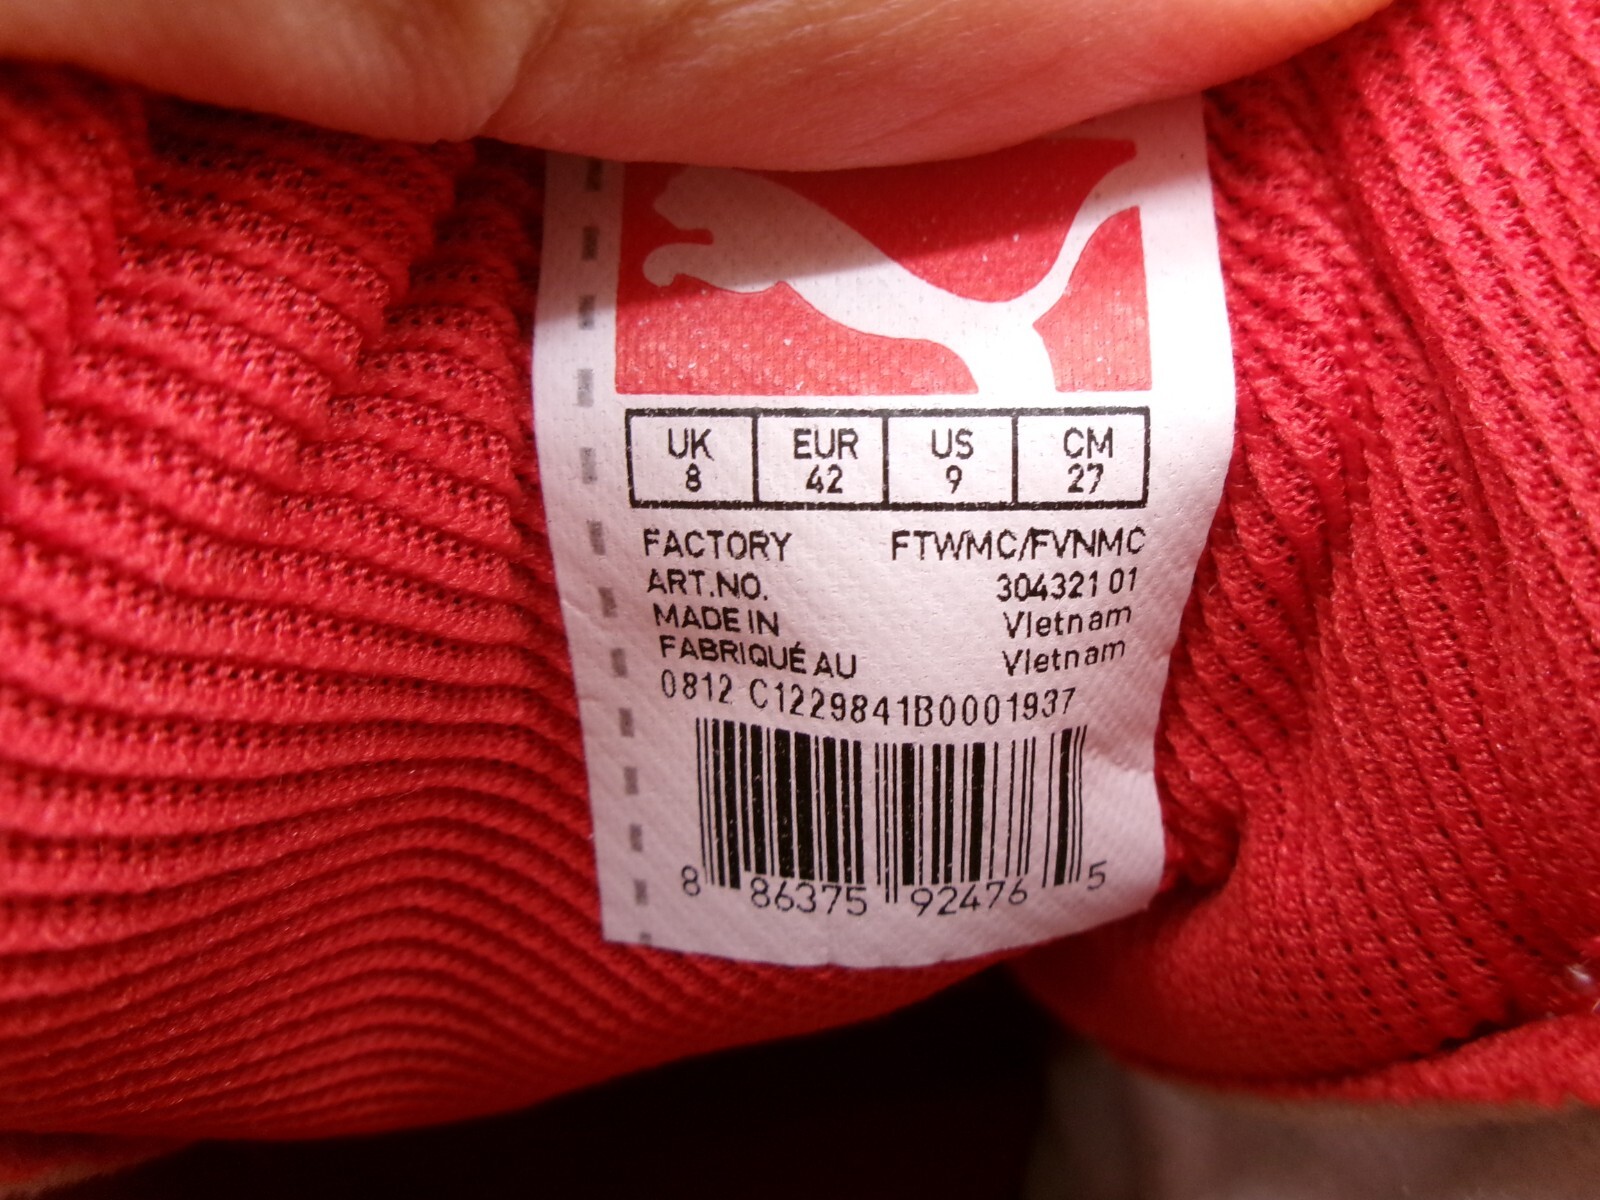 UK EUR US CM
8 42 9 27
FACTORY FTWMC/FVNMC
ART.NO. 304321 01
MADE IN Vietnam
FABRIQUÉ AU Vietnam
0812 C1229841B0001937
8 86375 92476 5